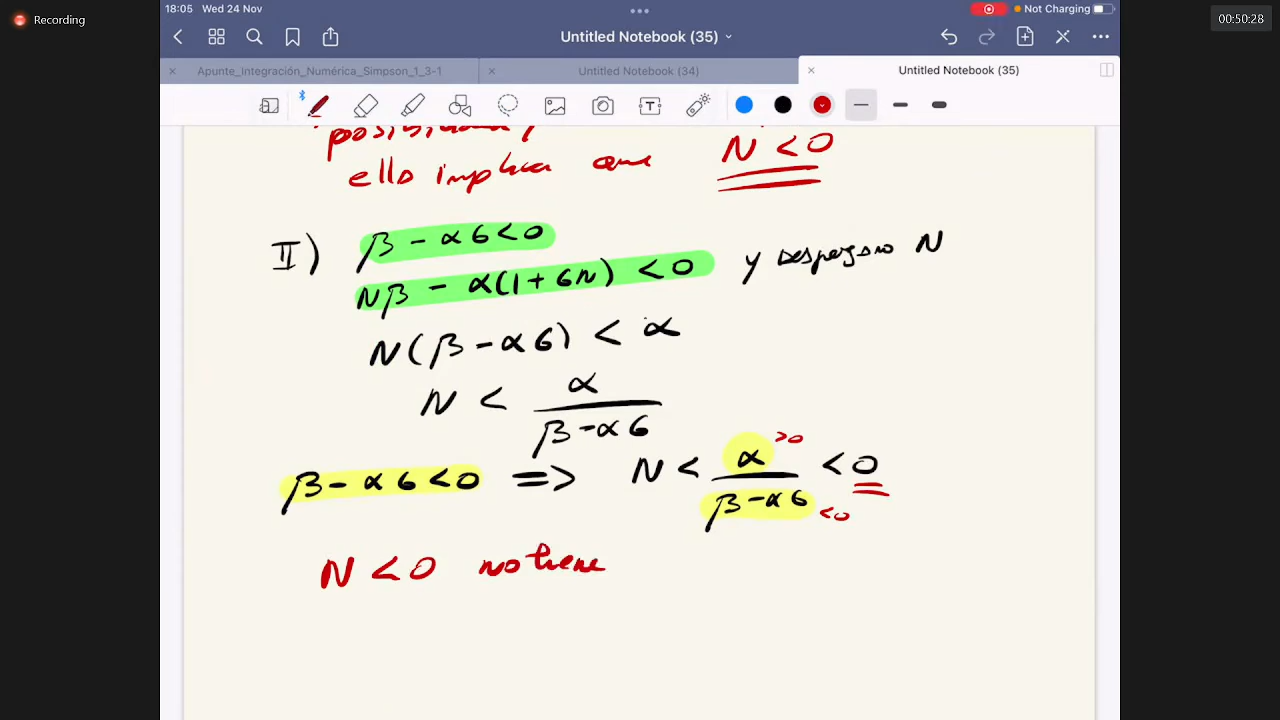 Recording
18:05 Wed 24 Nov
Not Charging
00:50:28
Untitled Notebook (35)
Apunte_Integración_Numérica_Simpson_1_3-1
Untitled Notebook (34)
Untitled Notebook (35)
ello implica que N < 0
II) β - α6 < 0
Nβ - α(1 + 6N) < 0 y despejamos N
N(β - α6) < α
N < α / (β - α6)
β - α6 < 0 => N < α / (β - α6) < 0
>0
<0
N < 0 no tiene